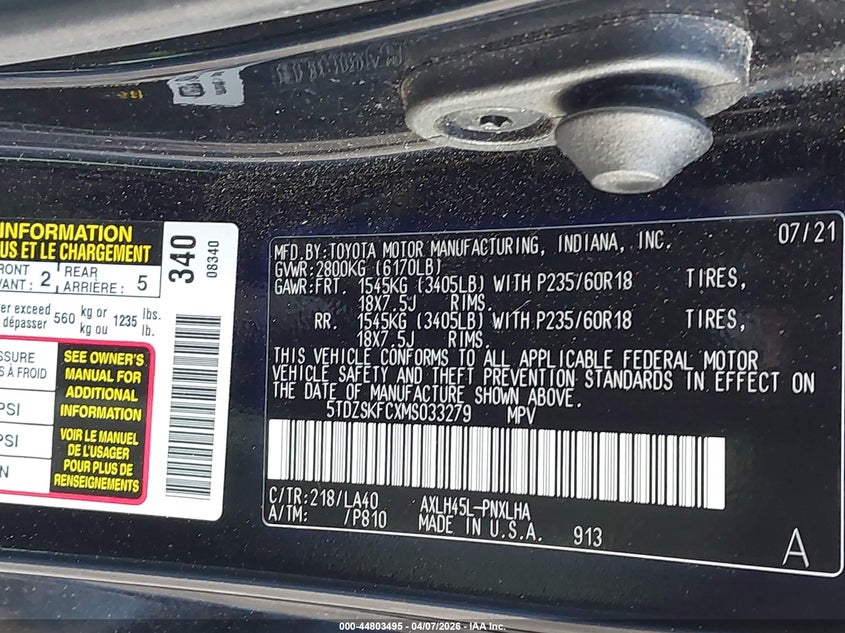 INFORMATION
US ET LE CHARGEMENT
RONT 2 REAR 5
VANT : ARRIÈRE :
er exceed 560 kg or 1235 lbs.
dépasser kg ou lb.
SSURE
S À FROID
PSI
PSI
N
SEE OWNER'S
MANUAL FOR
ADDITIONAL
INFORMATION
VOIR LE MANUEL
DE L'USAGER
POUR PLUS DE
RENSEIGNEMENTS
340
08340
07/21
MFD.BY:TOYOTA MOTOR MANUFACTURING, INDIANA, INC.
GVWR:2800KG (6170LB)
GAWR:FRT. 1545KG (3405LB) WITH P235/60R18 TIRES,
18X7.5J RIMS.
RR. 1545KG (3405LB) WITH P235/60R18 TIRES,
18X7.5J RIMS.
THIS VEHICLE CONFORMS TO ALL APPLICABLE FEDERAL MOTOR
VEHICLE SAFETY AND THEFT PREVENTION STANDARDS IN EFFECT ON
THE DATE OF MANUFACTURE SHOWN ABOVE.
5TDZSKFCXMS033279 MPV
C/TR:218/LA40 AXLH45L-PNXLHA
A/TM: /P810 MADE IN U.S.A. 913
A
000-44803495 - 04/07/2026 - IAA Inc.